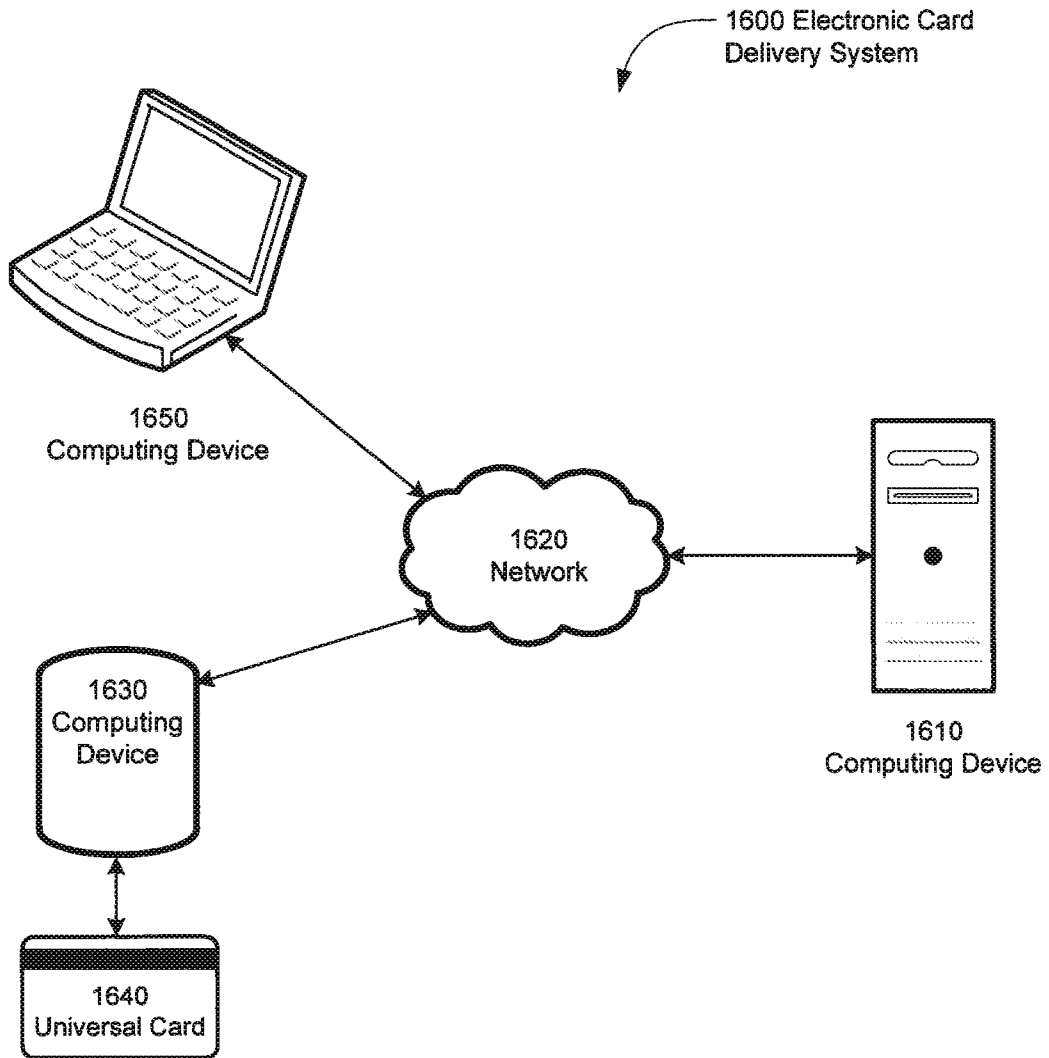 1600 Electronic Card
Delivery System
1650
Computing Device
1620
Network
1630
Computing
Device
1610
Computing Device
1640
Universal Card